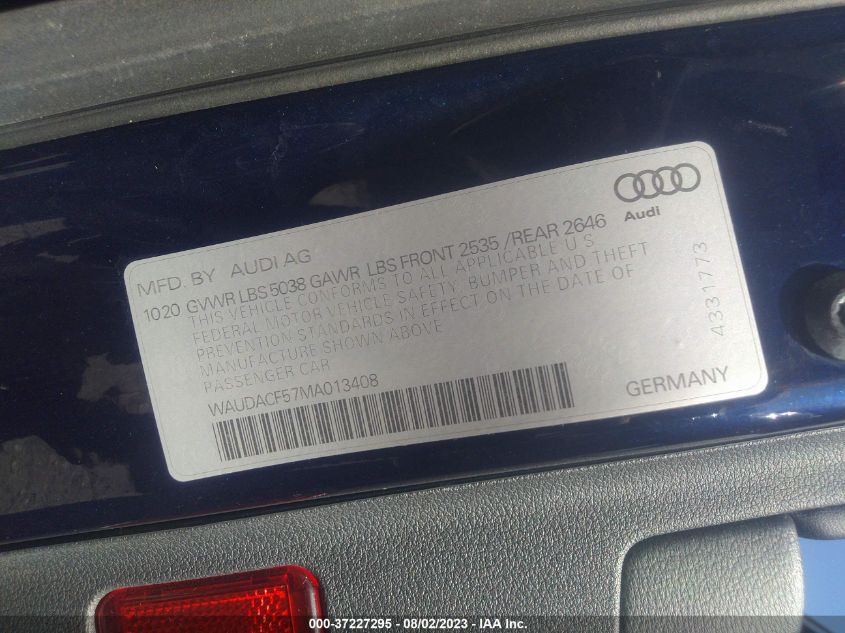 Audi
MFD. BY AUDI AG
10 20 GVWR LBS 5038 GAWR LBS FRONT 2535 /REAR 2646
THIS VEHICLE CONFORMS TO ALL APPLICABLE U S
FEDERAL MOTOR VEHICLE SAFETY, BUMPER AND THEFT
PREVENTION STANDARDS IN EFFECT ON THE DATE OF
MANUFACTURE SHOWN ABOVE
PASSENGER CAR
WAUDACF57MA013408
GERMANY
4331773
000-37227295 - 08/02/2023 - IAA Inc.